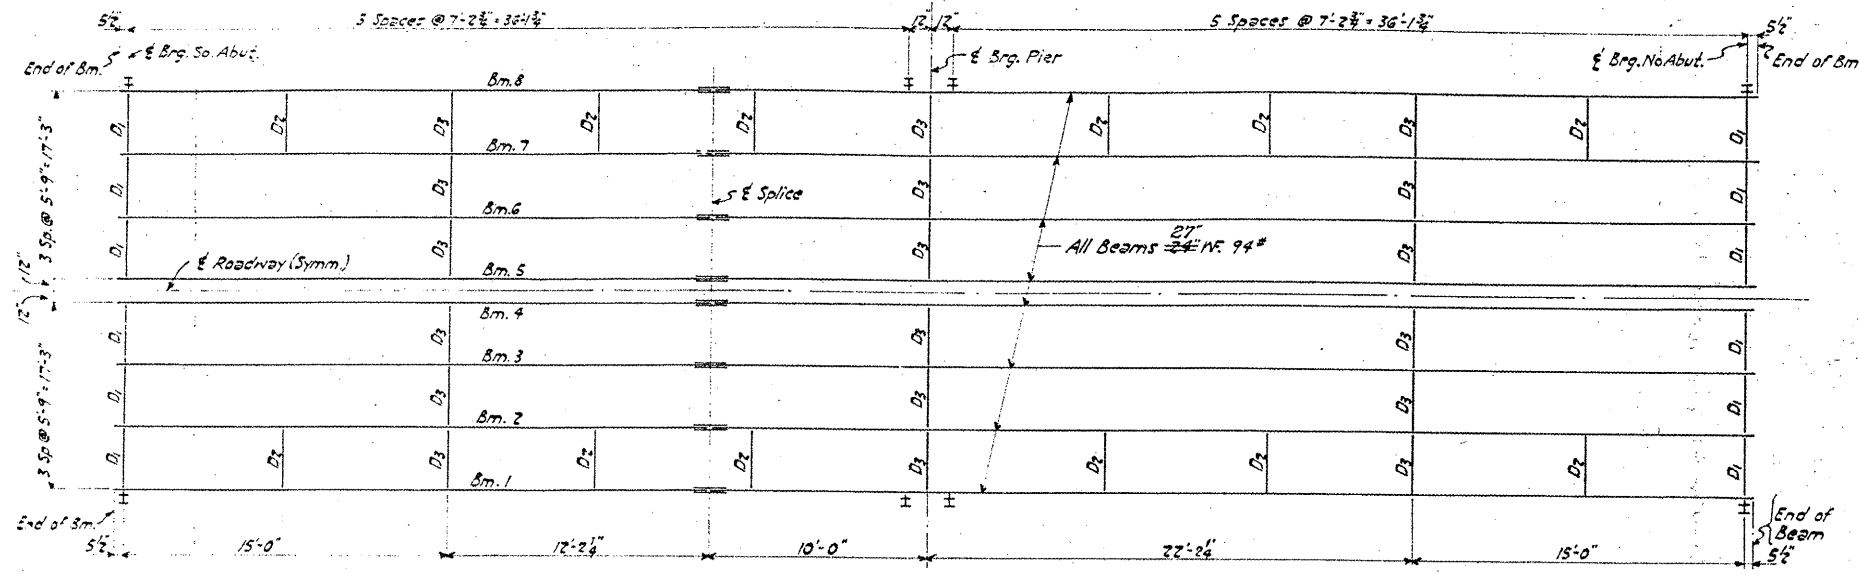 5½" 5 Spaces @ 7'-2¾" = 36'-1¾" 12" 12" 5 Spaces @ 7'-2¾" = 36'-1¾" 5½"
℄ Brg. So. Abut. ℄ Brg. Pier ℄ Brg. No. Abut. End of Bm
End of Bm.
Bm. 8
D1 D2 D3 D2 D2 D3 D2 D2 D3 D2 D1
3 Sp. @ 5'-9" = 17'-3"
Bm. 7
D1 D3 D3 D3 D1
℄ Splice
Bm. 6
D1 D3 D3 D3 D1
27"
All Beams 24" WF. 94#
℄ Roadway (Symm.)
Bm. 5
12" 12"
Bm. 4
D1 D3 D3 D3 D1
Bm. 3
3 Sp @ 5'-9" = 17'-3"
D1 D3 D3 D3 D1
Bm. 2
D1 D2 D3 D2 D2 D3 D2 D2 D3 D2 D1
Bm. 1
End of Bm. End of
Beam
5½" 15'-0" 12'-2¼" 10'-0" 22'-2¼" 15'-0" 5½"